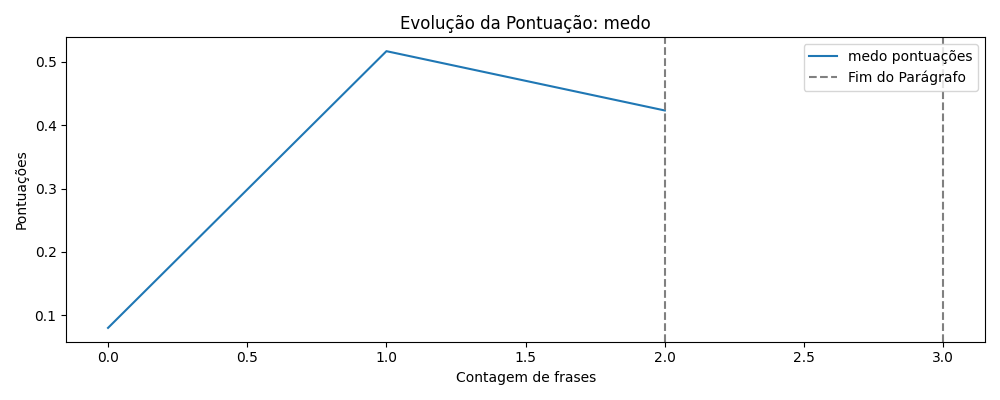 Evolução da Pontuação: medo
medo pontuações
Fim do Parágrafo
Pontuações
0.5
0.4
0.3
0.2
0.1
0.0 0.5 1.0 1.5 2.0 2.5 3.0
Contagem de frases